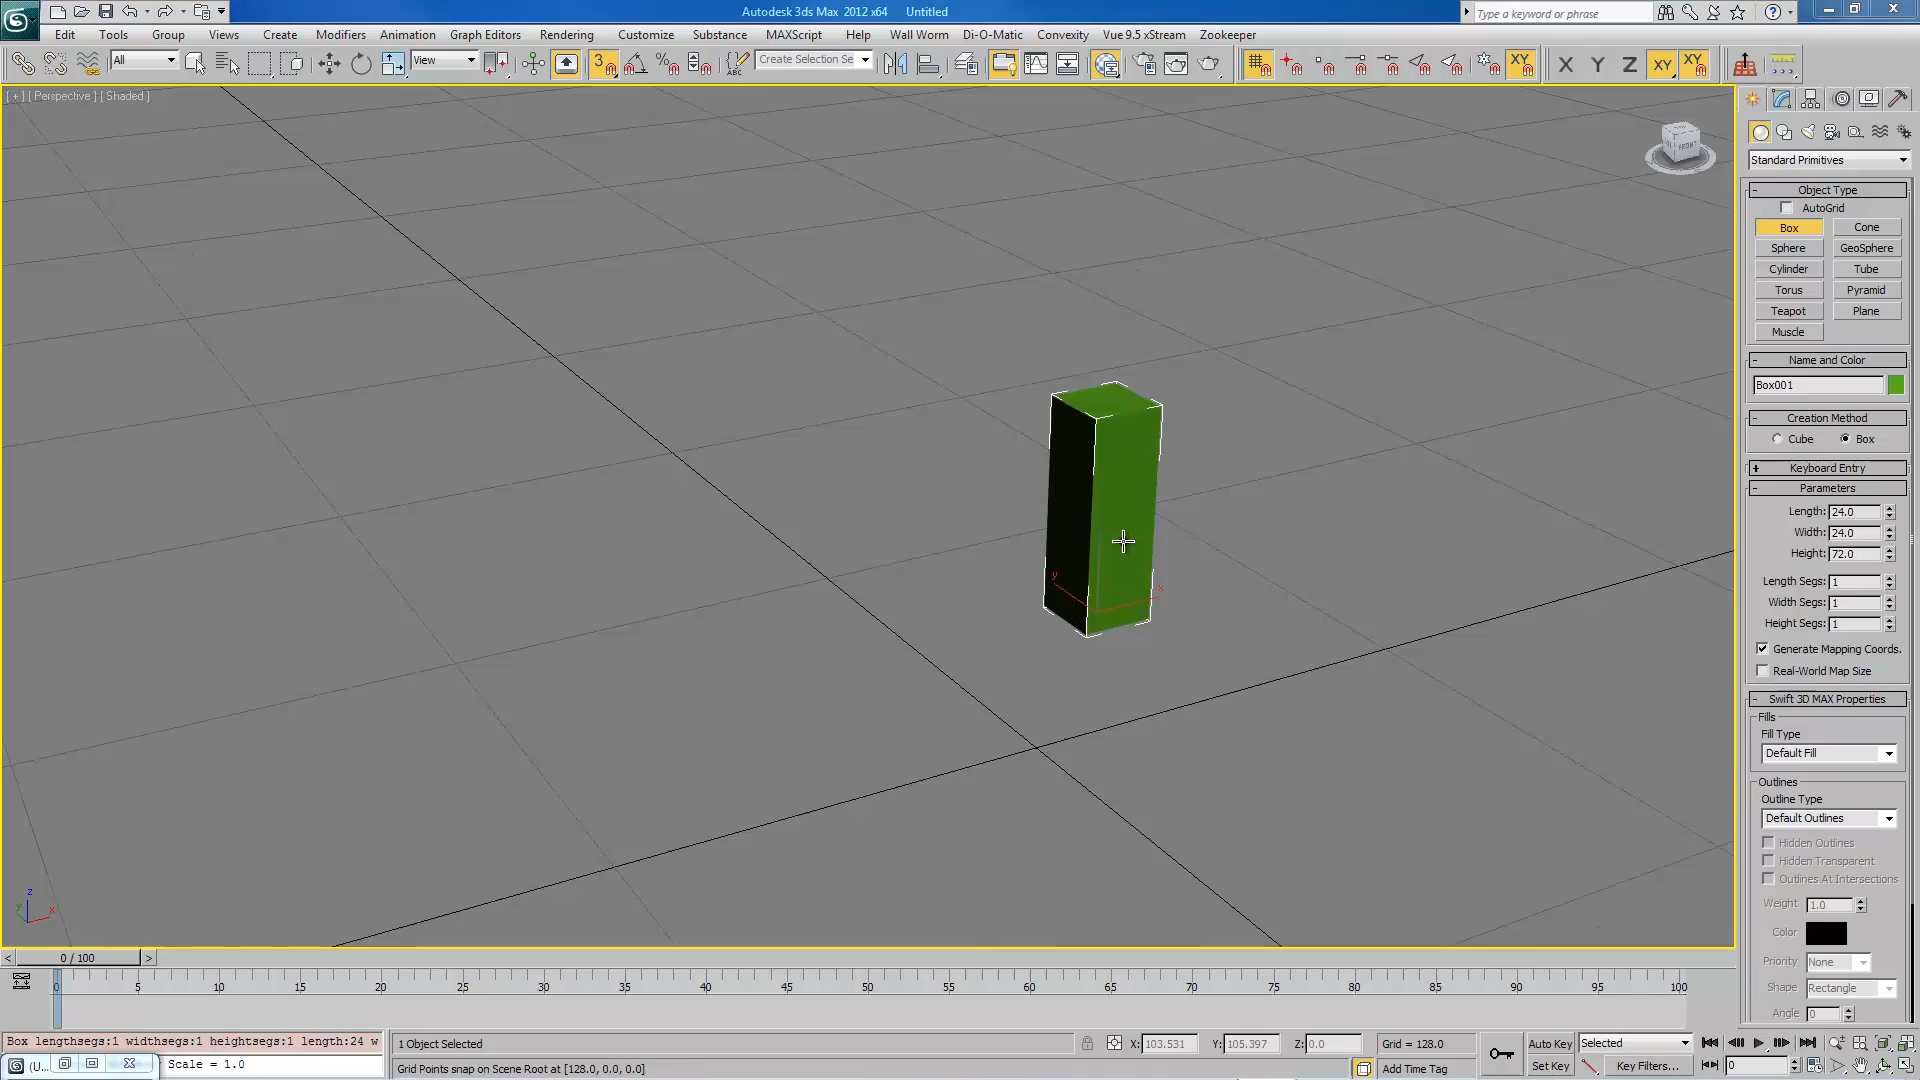 Autodesk 3ds Max 2012 x64 Untitled
Type a keyword or phrase
Edit Tools Group Views Create Modifiers Animation Graph Editors Rendering Customize Substance MAXScript Help Wall Worm Di-O-Matic Convexity Vue 9.5 xStream Zookeeper
All View 3 ABC Create Selection Se XY X Y Z XY XY
[ + ] [ Perspective ] [ Shaded ]
FRONT
Standard Primitives
Object Type
AutoGrid
Box Cone
Sphere GeoSphere
Cylinder Tube
Torus Pyramid
Teapot Plane
Muscle
Name and Color
Box001
Creation Method
Cube Box
Keyboard Entry
Parameters
Length: 24.0
Width: 24.0
Height: 72.0
Length Segs: 1
Width Segs: 1
Height Segs: 1
Generate Mapping Coords.
Real-World Map Size
Swift 3D MAX Properties
Fills
Fill Type
Default Fill
Outlines
Outline Type
Default Outlines
Hidden Outlines
Hidden Transparent
Outlines At Intersections
Weight 1.0
Color
Priority None
Shape Rectangle
Angle 0
y x
z
y x
0 / 100
0 5 10 15 20 25 30 35 40 45 50 55 60 65 70 75 80 85 90 95 100
Box lengthsegs:1 widthsegs:1 heightsegs:1 length:24 w
1 Object Selected X: 103.531 Y: 105.397 Z: 0.0 Grid = 128.0 Auto Key Selected
(U... Scale = 1.0
Grid Points snap on Scene Root at [128.0, 0.0, 0.0] Add Time Tag Set Key Key Filters... 0